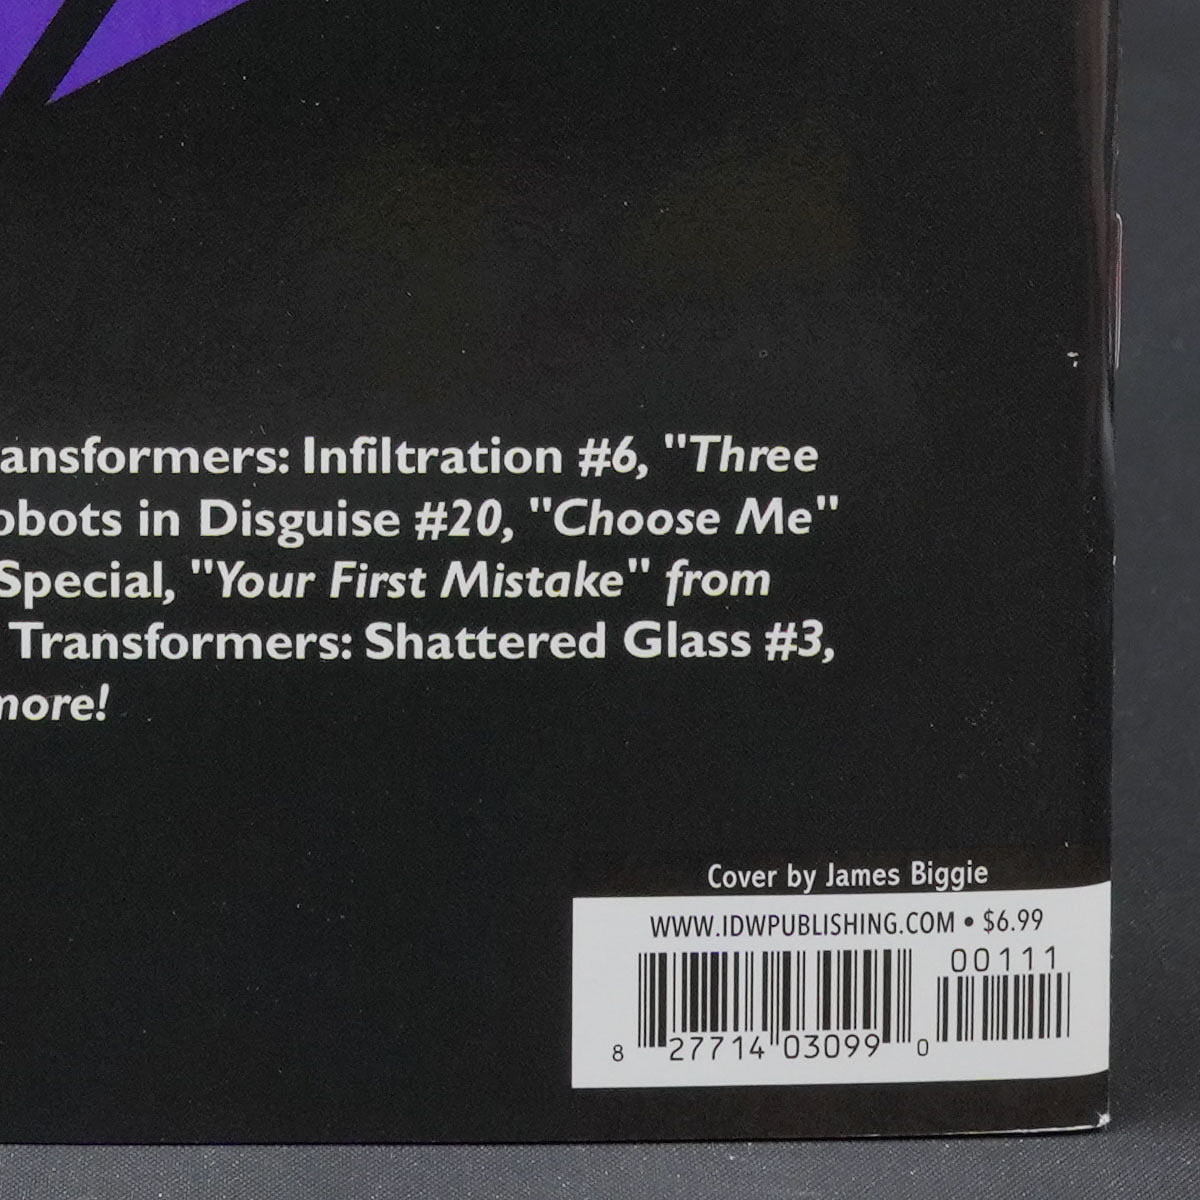 ansformers: Infiltration #6, "Three
obots in Disguise #20, "Choose Me"
Special, "Your First Mistake" from
Transformers: Shattered Glass #3,
more!
Cover by James Biggie
WWW.IDWPUBLISHING.COM • $6.99
00111
8 27714 03099 0